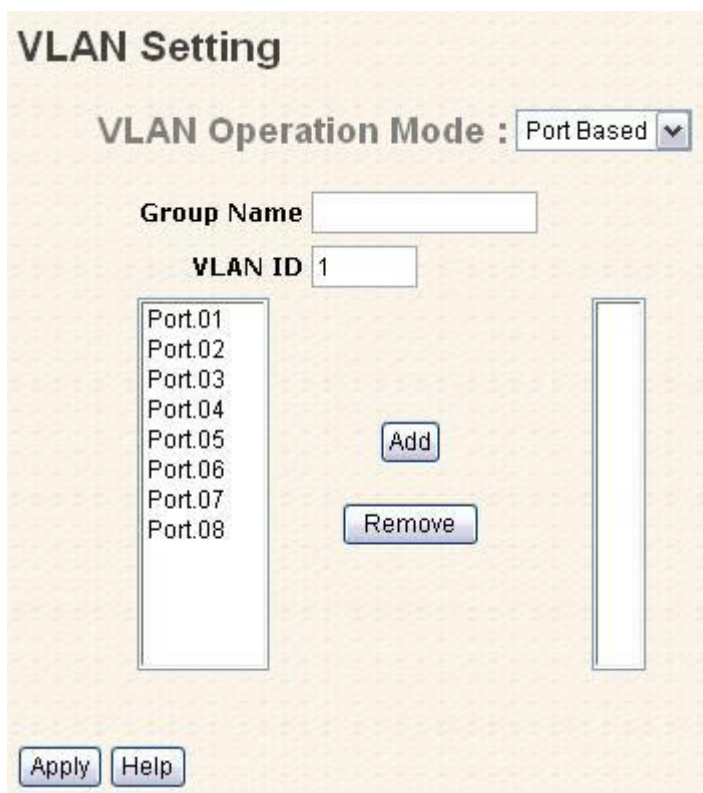 VLAN Setting
VLAN Operation Mode : Port Based
Group Name
VLAN ID 1
Port.01
Port.02
Port.03
Port.04
Port.05
Port.06
Port.07
Port.08
Add
Remove
Apply Help